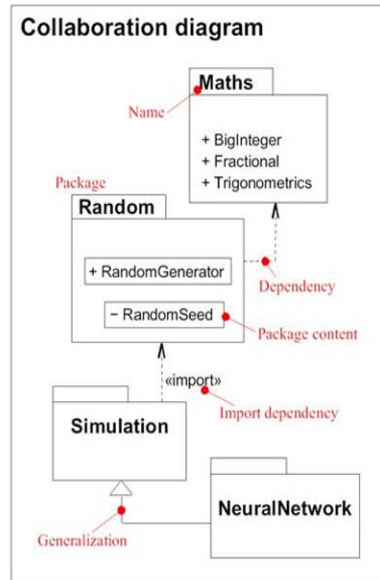 Collaboration diagram
Maths
Name
+ BigInteger
+ Fractional
+ Trigonometrics
Package
Random
+ RandomGenerator
Dependency
− RandomSeed
Package content
«import»
Import dependency
Simulation
NeuralNetwork
Generalization